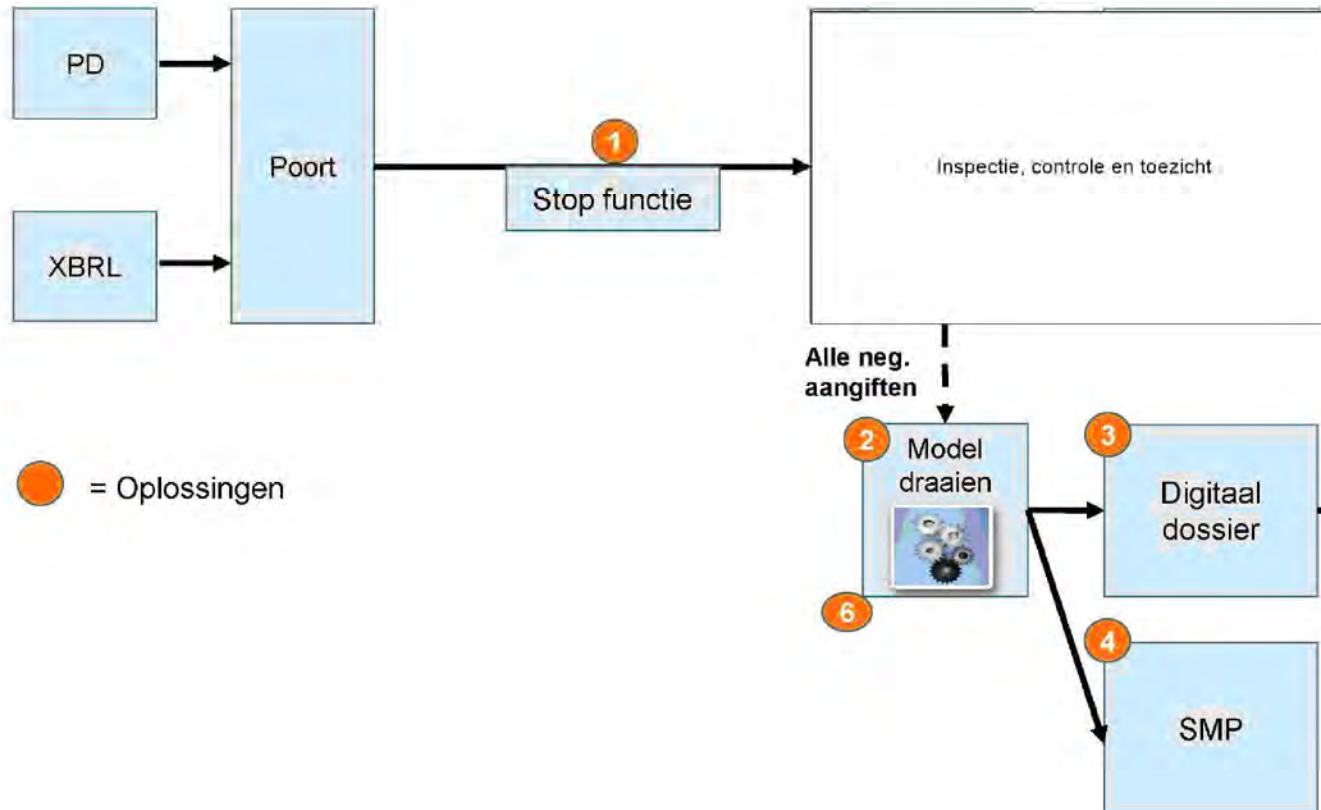 PD
XBRL
Poort
1
Stop functie
Inspectie, controle en toezicht
Alle neg.
aangiften
2
Model
draaien
6
3
Digitaal
dossier
4
SMP
= Oplossingen